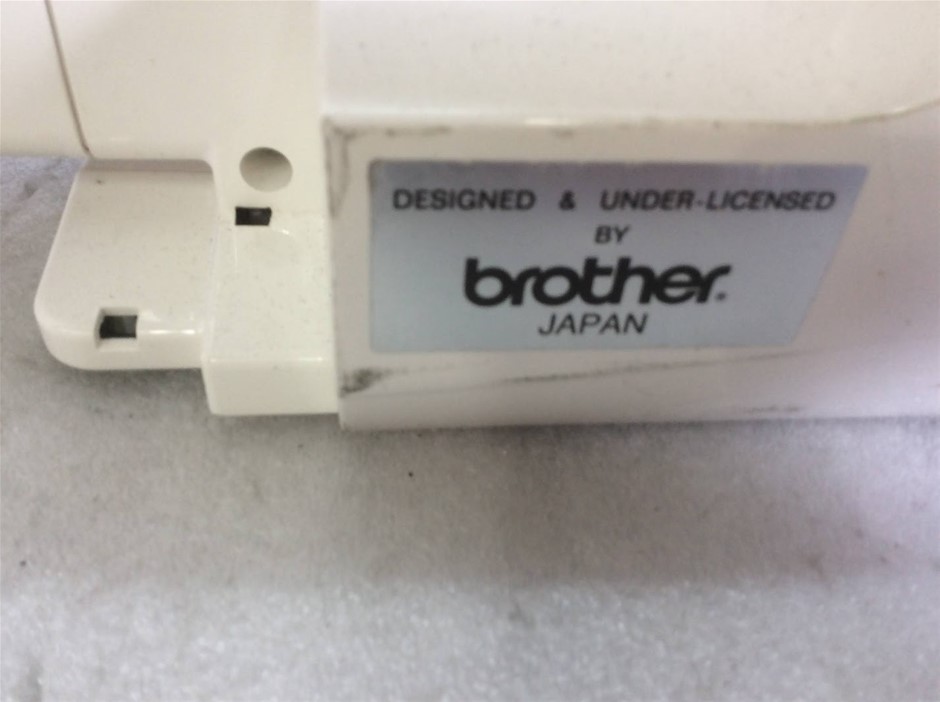 DESIGNED & UNDER-LICENSED
BY
brother.
JAPAN